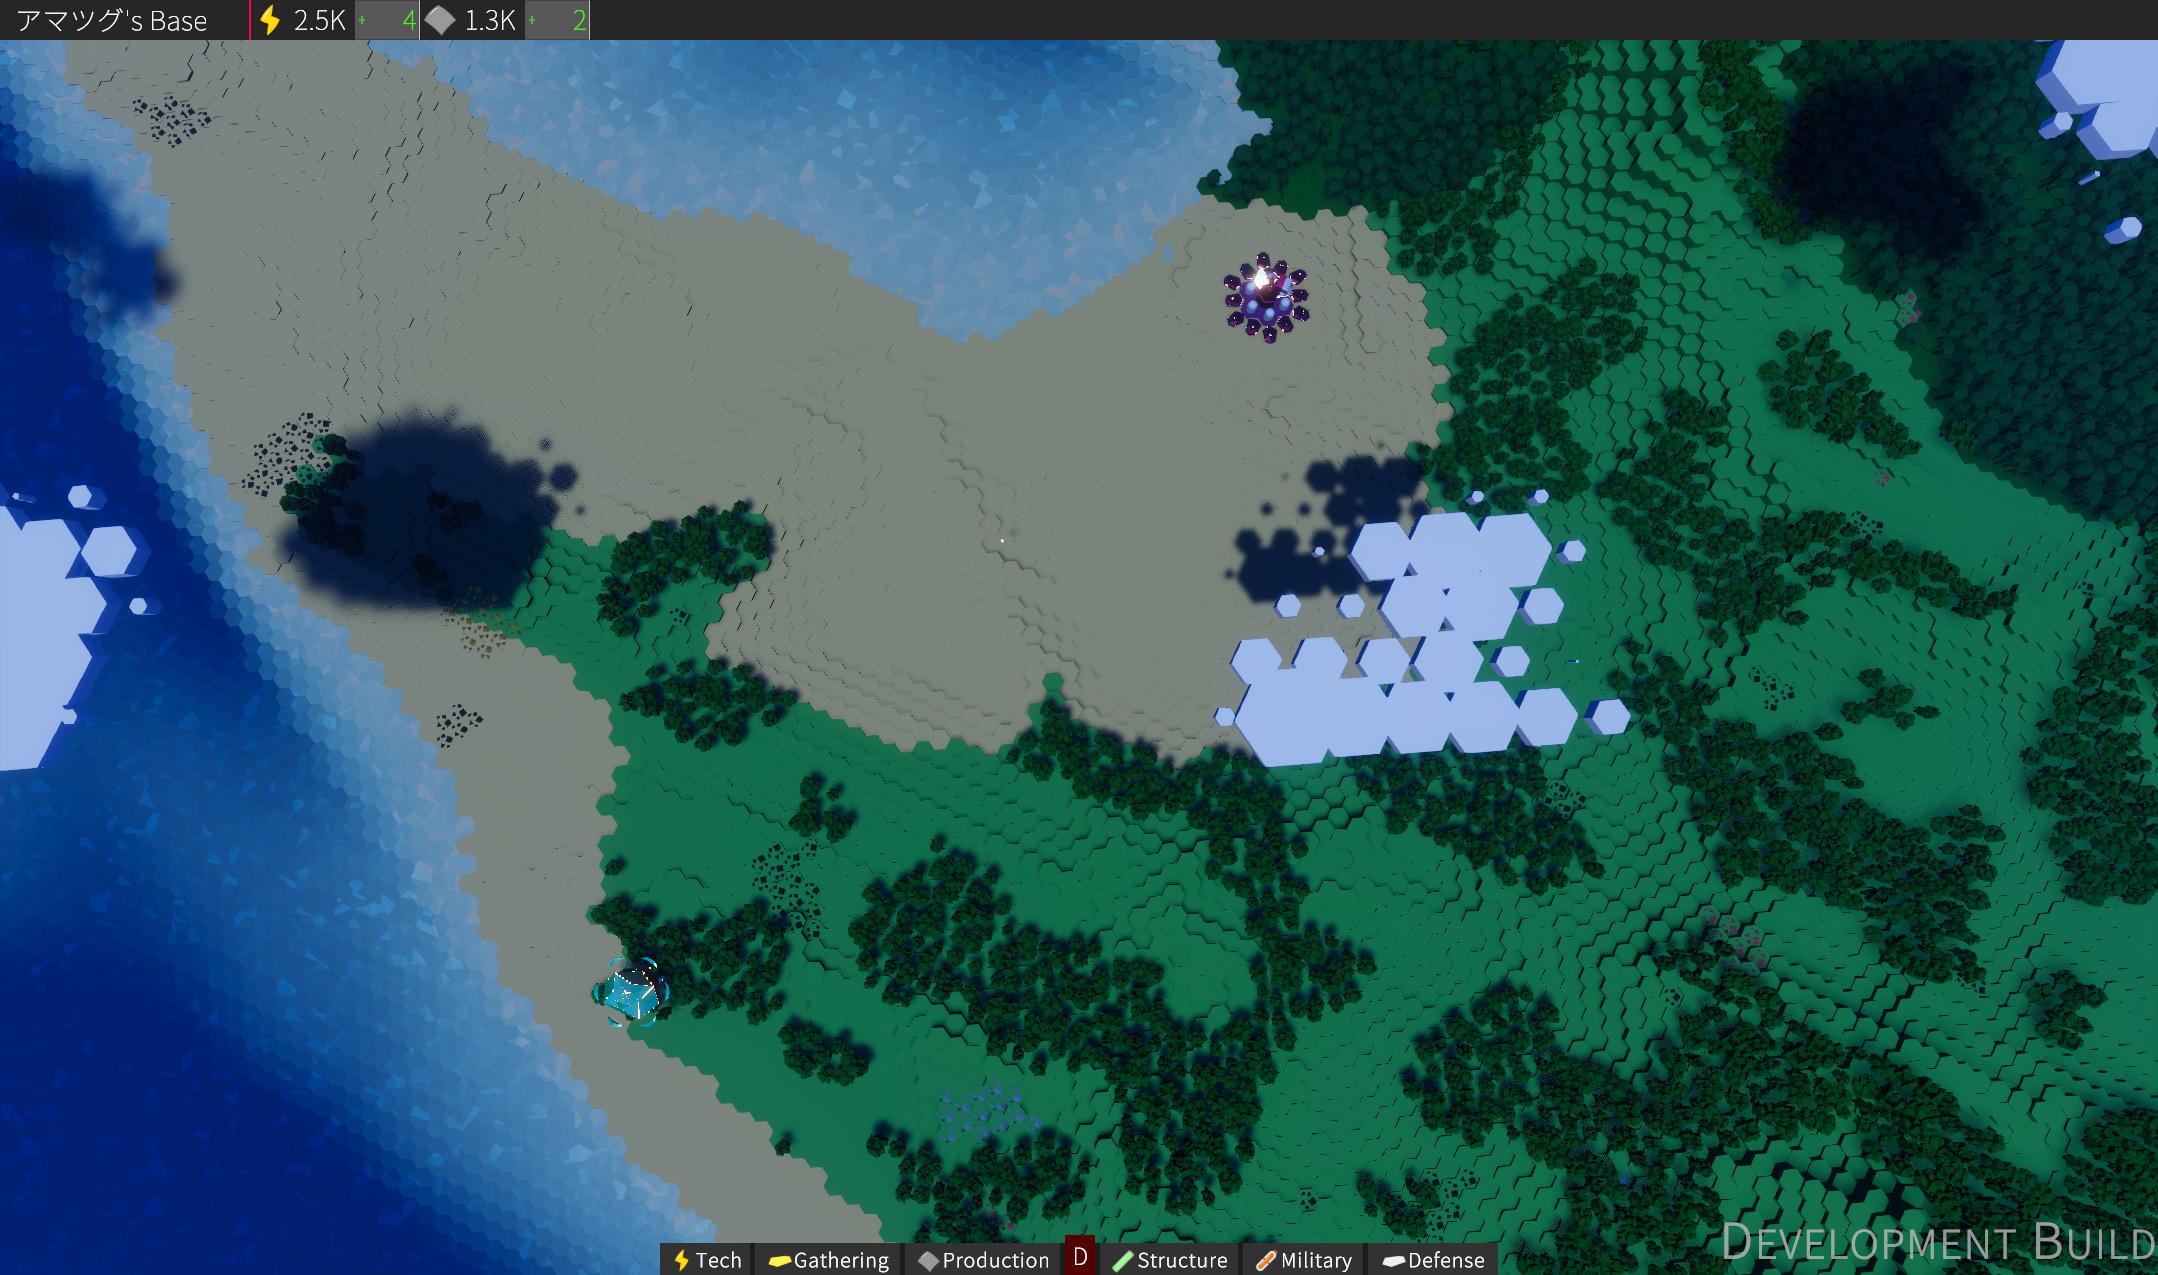 アマツグ's Base 2.5K + 4 1.3K + 2
Tech Gathering Production D Structure Military Defense
DEVELOPMENT BUILD